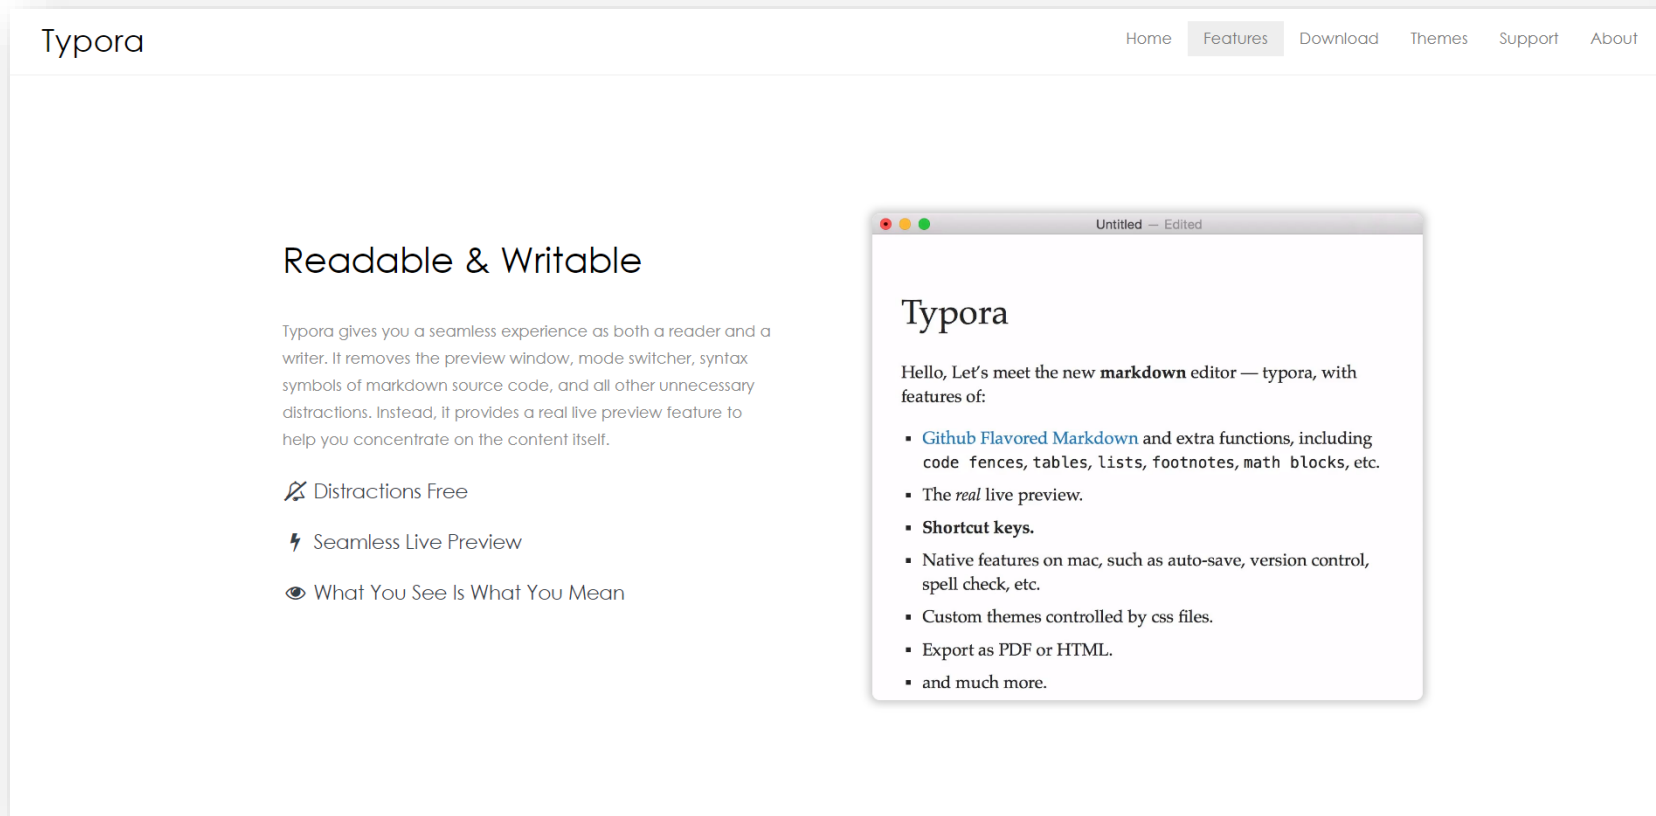 Typora
Home Features Download Themes Support About
Readable & Writable
Typora gives you a seamless experience as both a reader and a
writer. It removes the preview window, mode switcher, syntax
symbols of markdown source code, and all other unnecessary
distractions. Instead, it provides a real live preview feature to
help you concentrate on the content itself.
Distractions Free
Seamless Live Preview
What You See Is What You Mean
Untitled — Edited
Typora
Hello, Let’s meet the new markdown editor — typora, with
features of:
▪ Github Flavored Markdown and extra functions, including
code fences, tables, lists, footnotes, math blocks, etc.
▪ The real live preview.
▪ Shortcut keys.
▪ Native features on mac, such as auto-save, version control,
spell check, etc.
▪ Custom themes controlled by css files.
▪ Export as PDF or HTML.
▪ and much more.